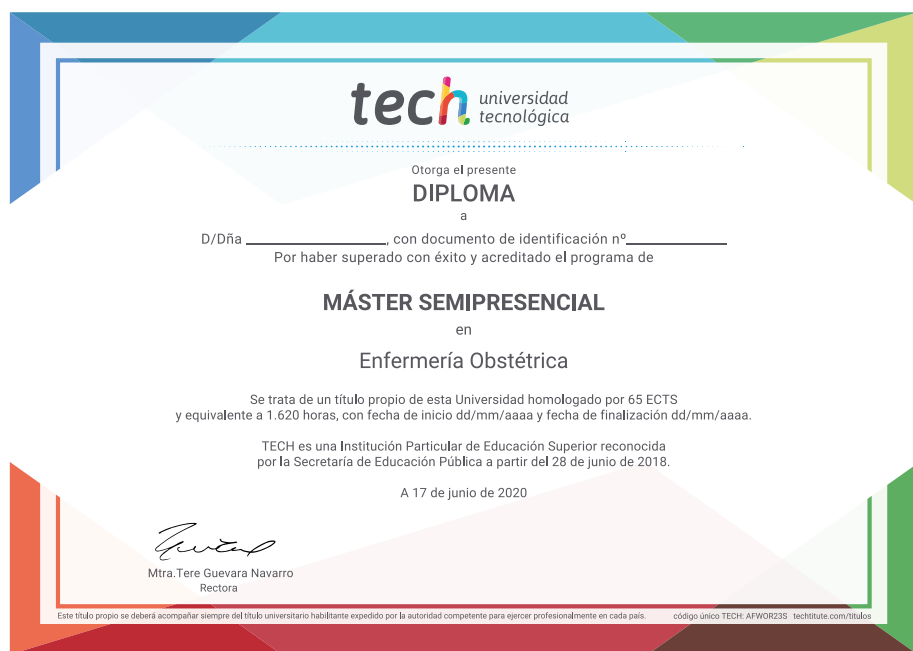 tech universidad
tecnológica
Otorga el presente
DIPLOMA
a
D/Dña ________________, con documento de identificación nº____________
Por haber superado con éxito y acreditado el programa de
MÁSTER SEMIPRESENCIAL
en
Enfermería Obstétrica
Se trata de un título propio de esta Universidad homologado por 65 ECTS
y equivalente a 1.620 horas, con fecha de inicio dd/mm/aaaa y fecha de finalización dd/mm/aaaa.
TECH es una Institución Particular de Educación Superior reconocida
por la Secretaría de Educación Pública a partir del 28 de junio de 2018.
A 17 de junio de 2020
Mtra.Tere Guevara Navarro
Rectora
Este título propio se deberá acompañar siempre del título universitario habilitante expedido por la autoridad competente para ejercer profesionalmente en cada país. código único TECH: AFWOR23S techtitute.com/titulos